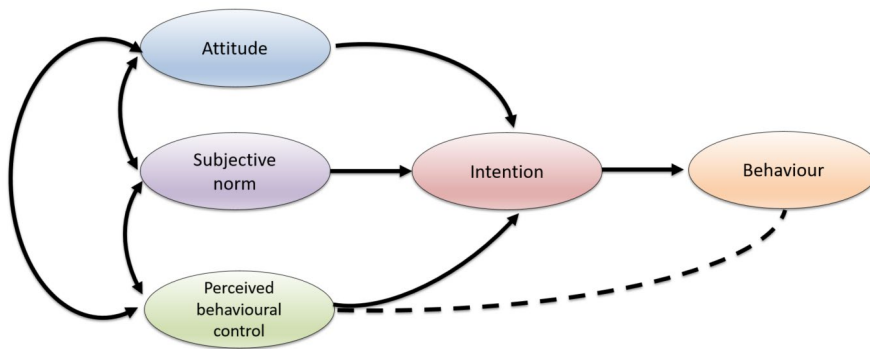 Attitude
Subjective
norm
Intention
Behaviour
Perceived
behavioural
control